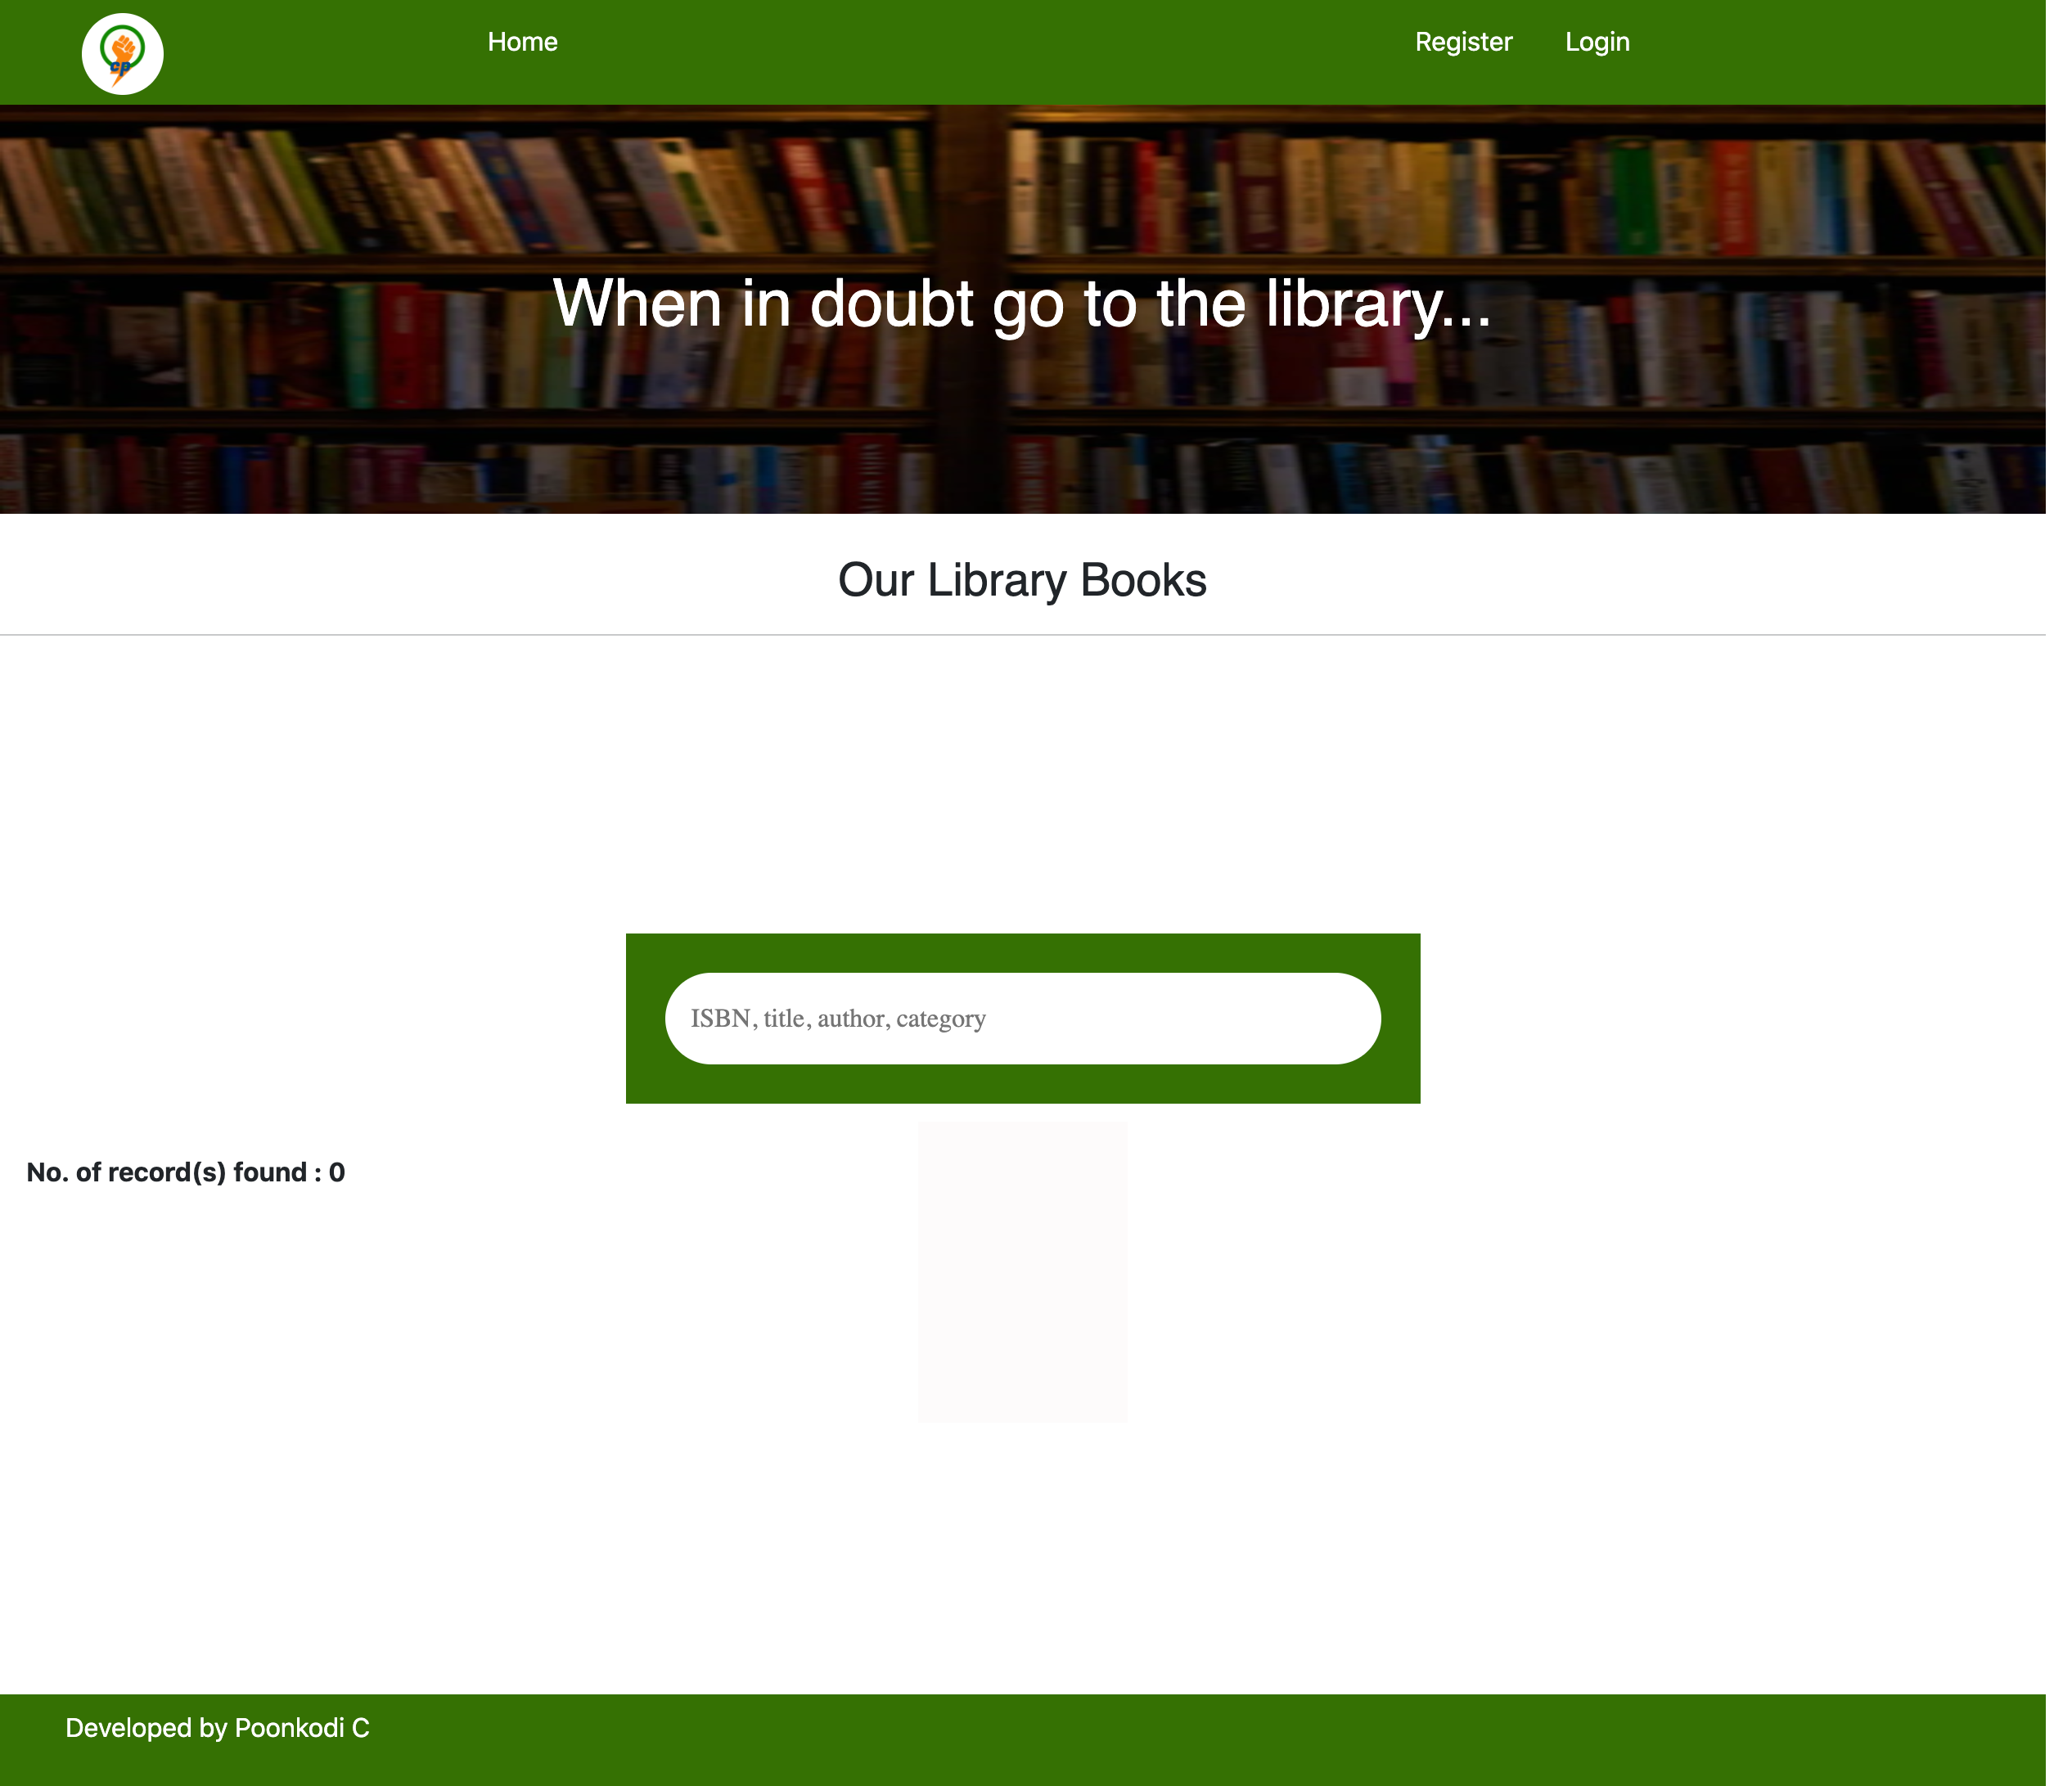 cp
Home
Register
Login
When in doubt go to the library...
Our Library Books
ISBN, title, author, category
No. of record(s) found : 0
Developed by Poonkodi C